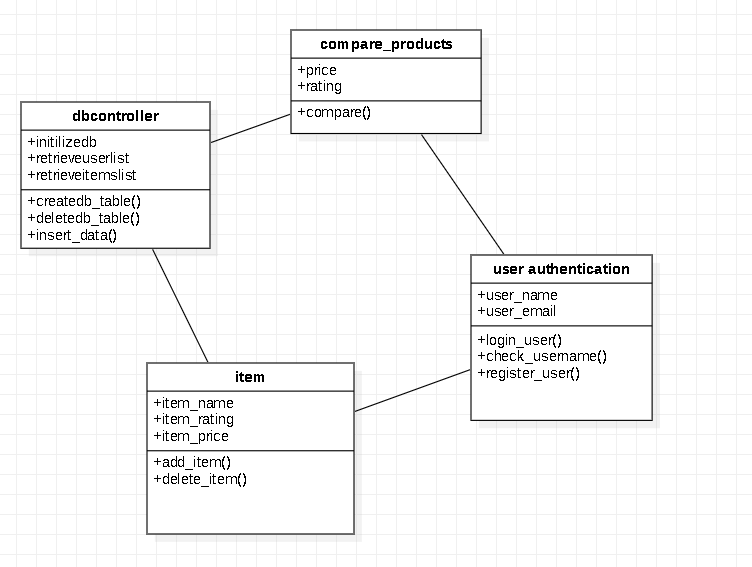 compare_products
+price
+rating
+compare()
dbcontroller
+initilizedb
+retrieveuserlist
+retrieveitemslist
+createdb_table()
+deletedb_table()
+insert_data()
user authentication
+user_name
+user_email
+login_user()
+check_username()
+register_user()
item
+item_name
+item_rating
+item_price
+add_item()
+delete_item()